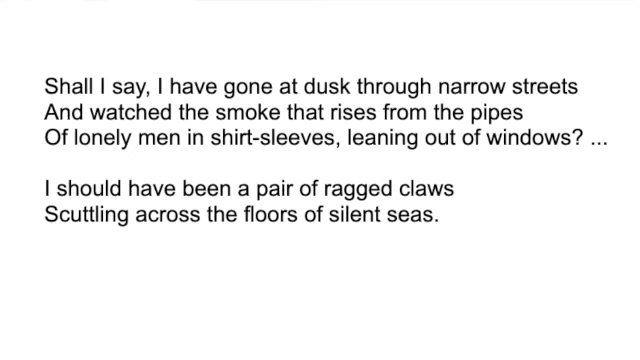 Shall I say, I have gone at dusk through narrow streets
And watched the smoke that rises from the pipes
Of lonely men in shirt-sleeves, leaning out of windows? ...
I should have been a pair of ragged claws
Scuttling across the floors of silent seas.